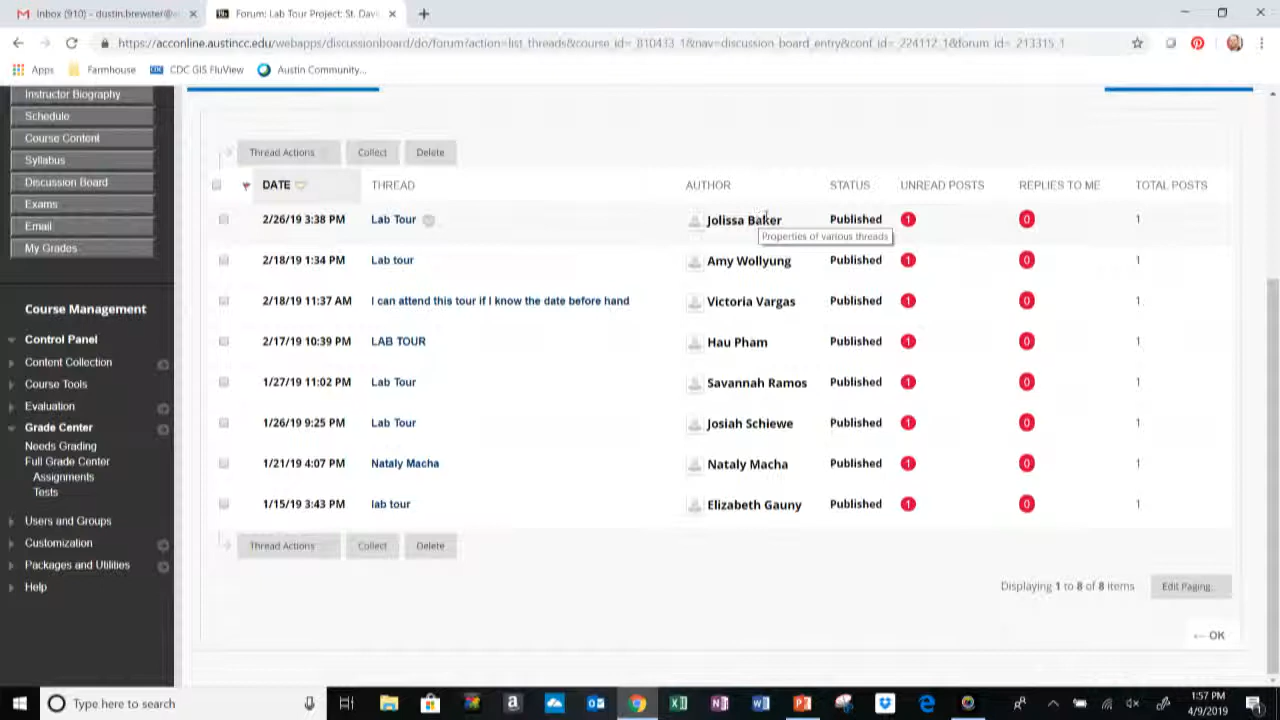 Inbox (910) - dustin.brewster@
Forum: Lab Tour Project: St. Davi
https://acconline.austincc.edu/webapps/discussionboard/do/forum?action=list_threads&course_id=_810433_1&nav=discussion_board_entry&conf_id=_224112_1&forum_id=_213315_1
Apps Farmhouse CDC GIS FluView Austin Community...
Instructor Biography
Schedule
Course Content
Syllabus
Discussion Board
Exams
Email
My Grades
Course Management
Control Panel
Content Collection
Course Tools
Evaluation
Grade Center
Needs Grading
Full Grade Center
Assignments
Tests
Users and Groups
Customization
Packages and Utilities
Help
Thread Actions Collect Delete
DATE THREAD AUTHOR STATUS UNREAD POSTS REPLIES TO ME TOTAL POSTS
2/26/19 3:38 PM Lab Tour Jolissa Baker Published 1 0 1
Properties of various threads
2/18/19 1:34 PM Lab tour Amy Wollyung Published 1 0 1
2/18/19 11:37 AM I can attend this tour if I know the date before hand Victoria Vargas Published 1 0 1
2/17/19 10:39 PM LAB TOUR Hau Pham Published 1 0 1
1/27/19 11:02 PM Lab Tour Savannah Ramos Published 1 0 1
1/26/19 9:25 PM Lab Tour Josiah Schiewe Published 1 0 1
1/21/19 4:07 PM Nataly Macha Nataly Macha Published 1 0 1
1/15/19 3:43 PM lab tour Elizabeth Gauny Published 1 0 1
Thread Actions Collect Delete
Displaying 1 to 8 of 8 items Edit Paging...
← OK
Type here to search
1:57 PM
4/9/2019